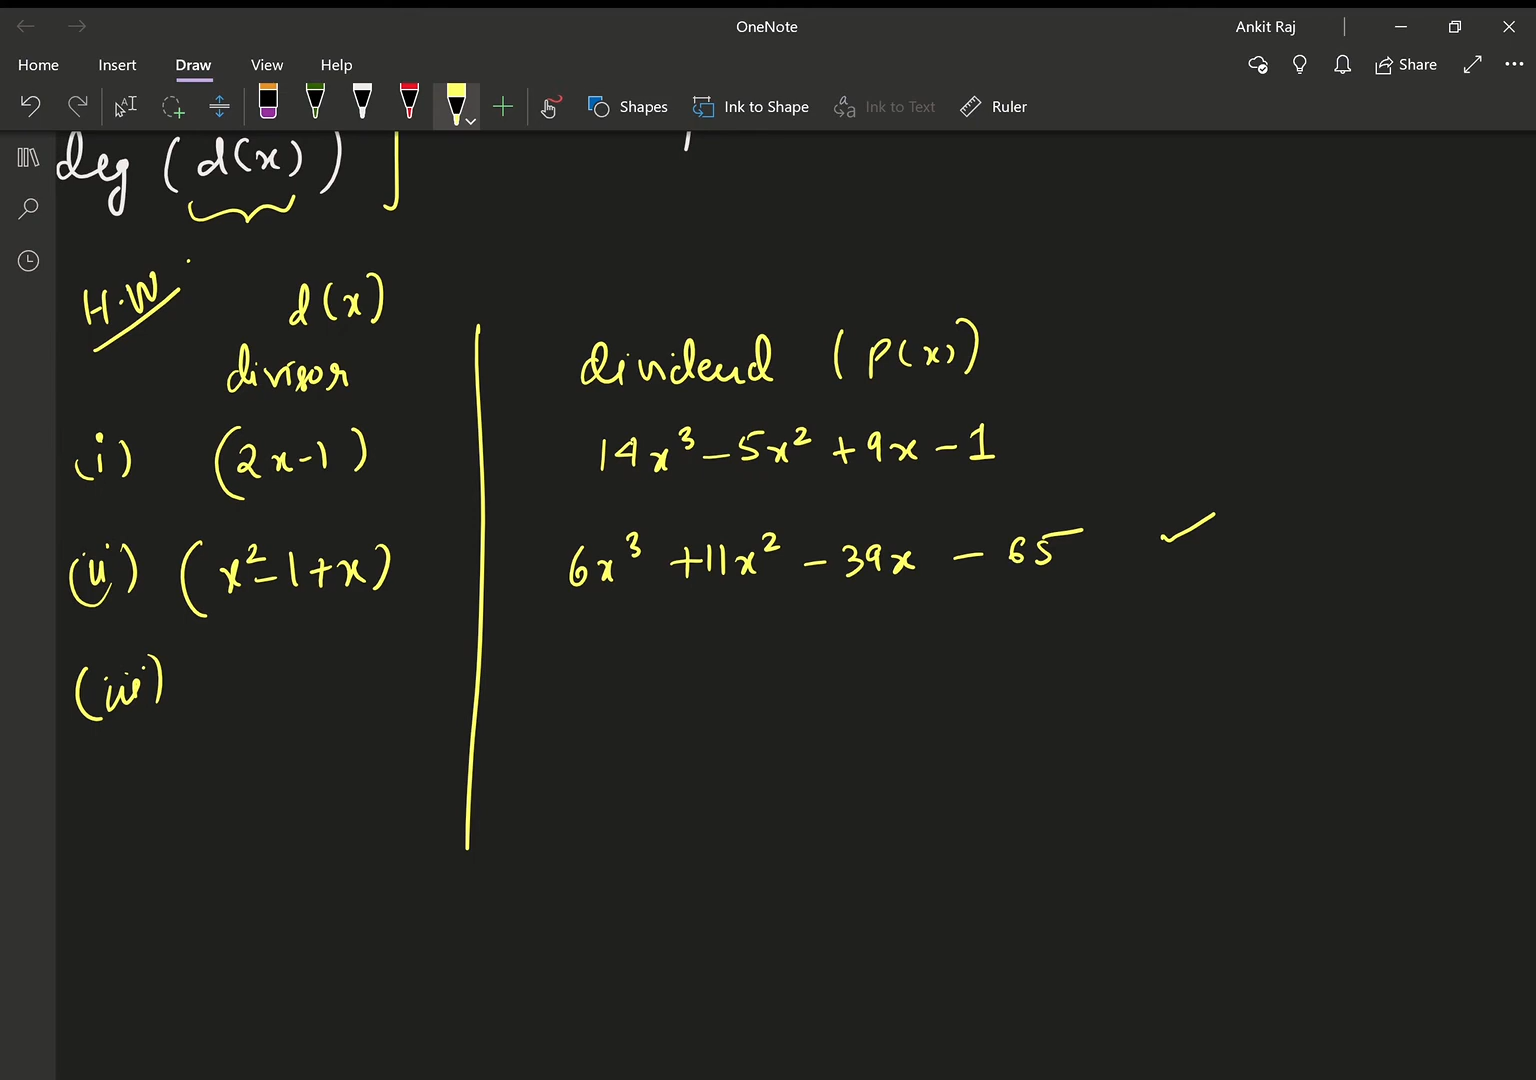 OneNote
Ankit Raj
Home Insert Draw View Help
Share
Shapes Ink to Shape Ink to Text Ruler
deg (d(x)) ]
H.W d(x)
divisor dividend (P(x))
(i) (2x-1) 14x³ - 5x² + 9x - 1
(ii) (x² - 1 + x) 6x³ + 11x² - 39x - 65
(iii)